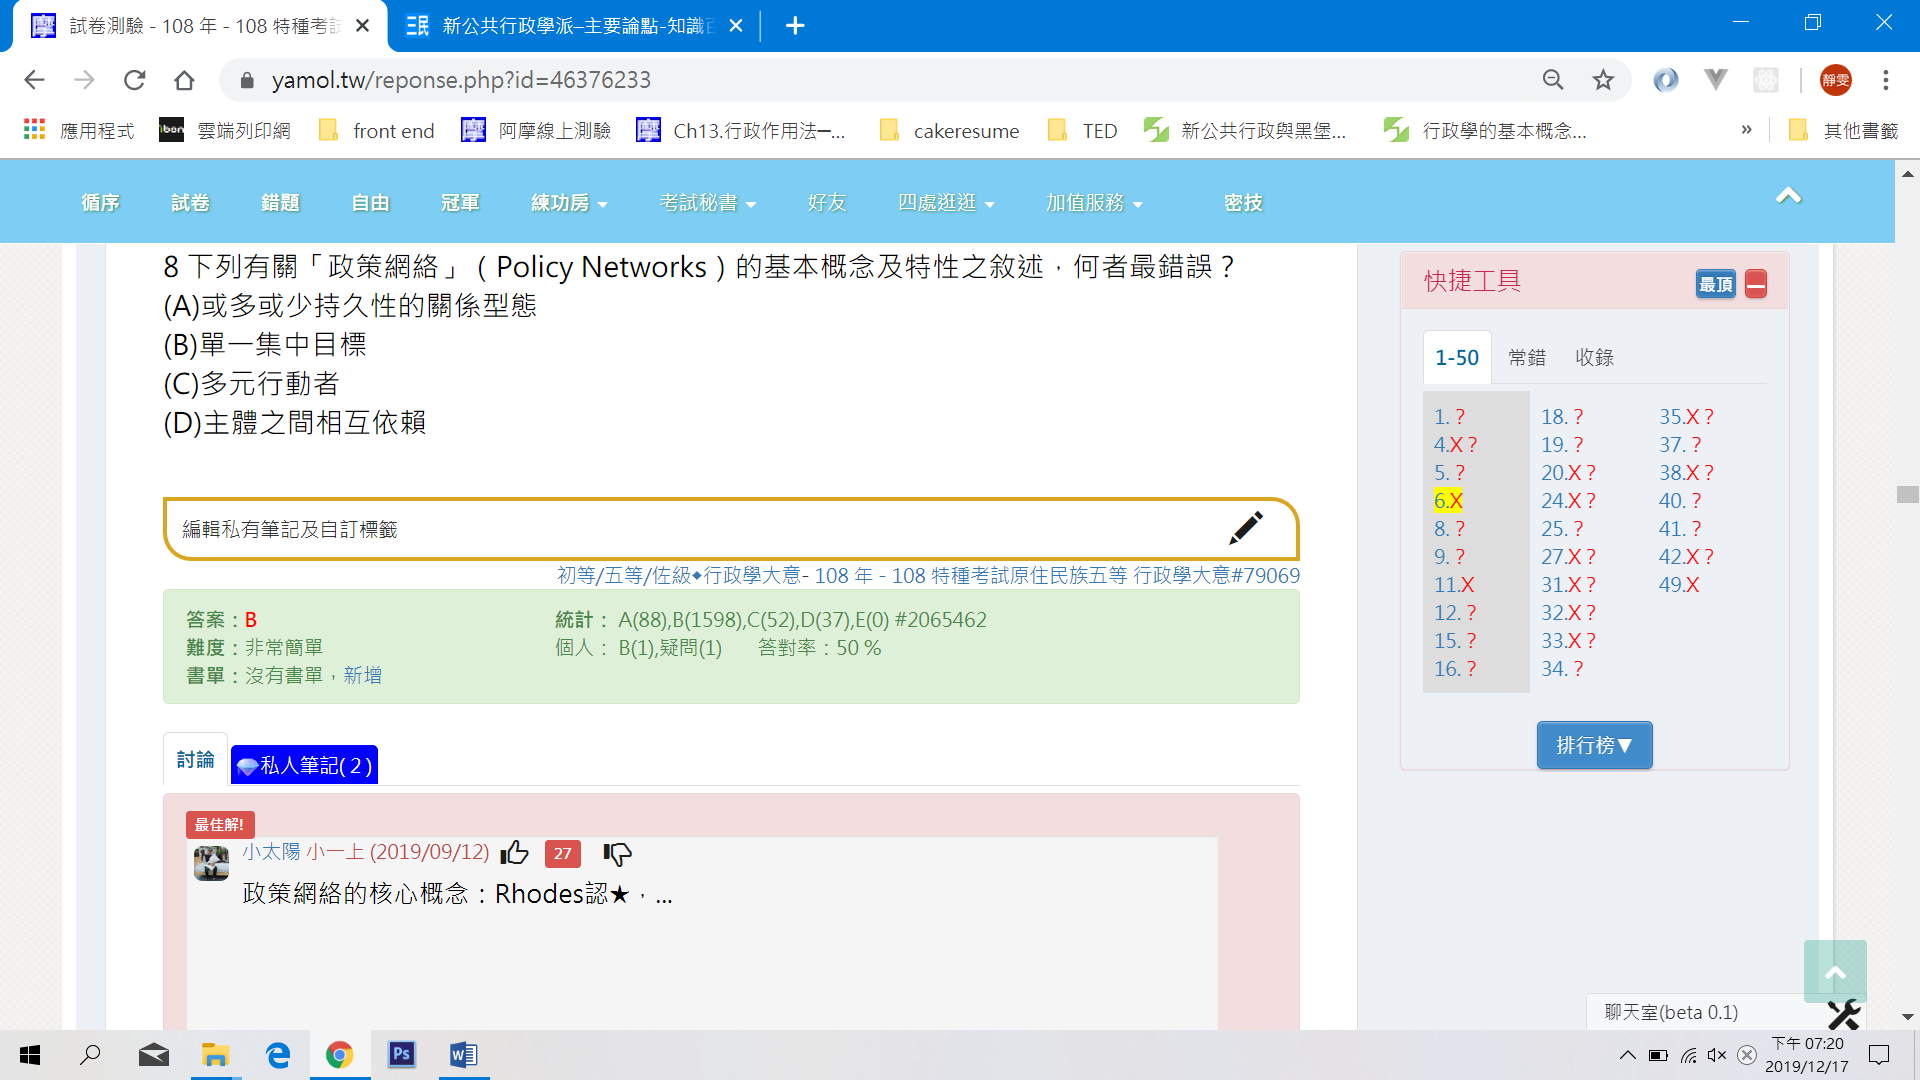 試卷測驗 - 108 年 - 108 特種考試
新公共行政學派─主要論點-知識
yamol.tw/reponse.php?id=46376233
靜雯
應用程式
ibon
雲端列印網
front end
阿摩線上測驗
Ch13.行政作用法─...
cakeresume
TED
新公共行政與黑堡...
行政學的基本概念...
»
其他書籤
循序 試卷 錯題 自由 冠軍 練功房 考試秘書 好友 四處逛逛 加值服務 密技
8 下列有關「政策網絡」（Policy Networks）的基本概念及特性之敘述，何者最錯誤？
(A)或多或少持久性的關係型態
(B)單一集中目標
(C)多元行動者
(D)主體之間相互依賴
編輯私有筆記及自訂標籤
初等/五等/佐級◆行政學大意- 108 年 - 108 特種考試原住民族五等 行政學大意#79069
答案：B
難度：非常簡單
書單：沒有書單，新增
統計： A(88),B(1598),C(52),D(37),E(0) #2065462
個人： B(1),疑問(1) 答對率：50 %
討論
私人筆記( 2 )
最佳解!
小太陽 小一上 (2019/09/12) 27
政策網絡的核心概念：Rhodes認★，...
快捷工具
最頂
1-50 常錯 收錄
1. ?
4.X ?
5. ?
6.X
8. ?
9. ?
11.X
12. ?
15. ?
16. ?
18. ?
19. ?
20.X ?
24.X ?
25. ?
27.X ?
31.X ?
32.X ?
33.X ?
34. ?
35.X ?
37. ?
38.X ?
40. ?
41. ?
42.X ?
49.X
排行榜▼
聊天室(beta 0.1)
Ps
下午 07:20
2019/12/17